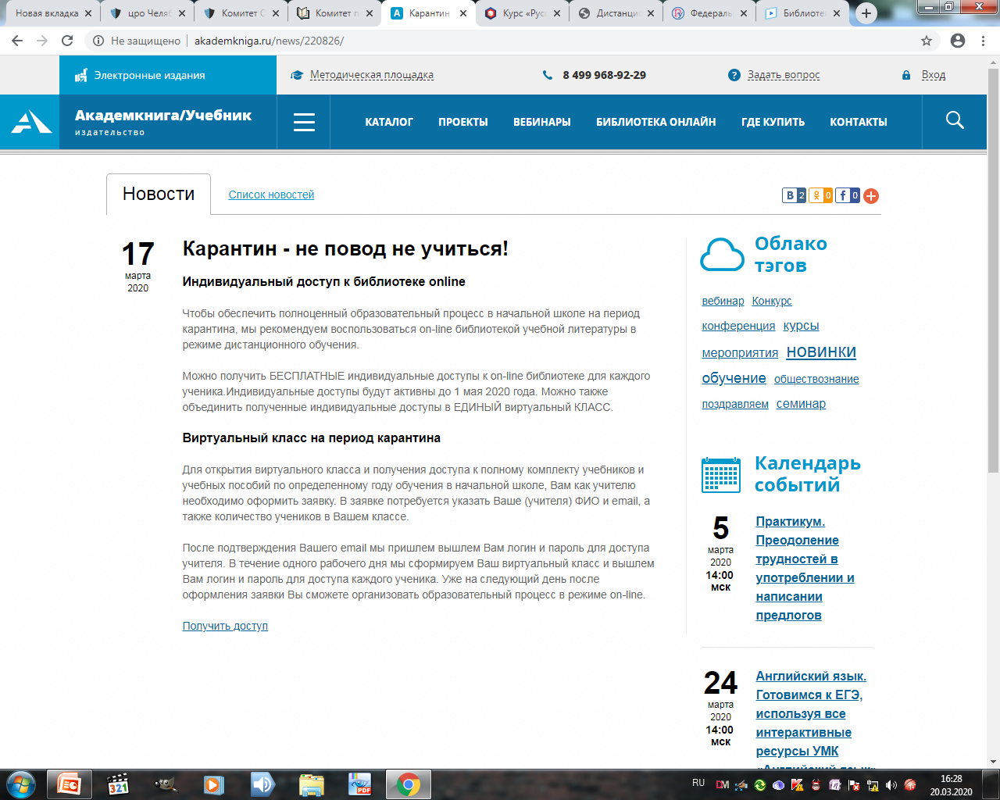 Новая вкладка
цро Челяб
Комитет С
Комитет п
Карантин
Курс «Рус
Дистанци
Федераль
Библиоте
Не защищено
akademkniga.ru/news/220826/
Электронные издания
Методическая площадка
8 499 968-92-29
Задать вопрос
Вход
Академкнига/Учебник
издательство
КАТАЛОГ
ПРОЕКТЫ
ВЕБИНАРЫ
БИБЛИОТЕКА ОНЛАЙН
ГДЕ КУПИТЬ
КОНТАКТЫ
Новости
Список новостей
2
0
0
17
марта
2020
Карантин - не повод не учиться!
Индивидуальный доступ к библиотеке online
Чтобы обеспечить полноценный образовательный процесс в начальной школе на период
карантина, мы рекомендуем воспользоваться on-line библиотекой учебной литературы в
режиме дистанционного обучения.
Можно получить БЕСПЛАТНЫЕ индивидуальные доступы к on-line библиотеке для каждого
ученика.Индивидуальные доступы будут активны до 1 мая 2020 года. Можно также
объединить полученные индивидуальные доступы в ЕДИНЫЙ виртуальный КЛАСС.
Виртуальный класс на период карантина
Для открытия виртуального класса и получения доступа к полному комплекту учебников и
учебных пособий по определенному году обучения в начальной школе, Вам как учителю
необходимо оформить заявку. В заявке потребуется указать Ваше (учителя) ФИО и email, а
также количество учеников в Вашем классе.
После подтверждения Вашего email мы пришлем вышлем Вам логин и пароль для доступа
учителя. В течение одного рабочего дня мы сформируем Ваш виртуальный класс и вышлем
Вам логин и пароль для доступа каждого ученика. Уже на следующий день после
оформления заявки Вы сможете организовать образовательный процесс в режиме on-line.
Получить доступ
Облако
тэгов
вебинар Конкурс
конференция курсы
мероприятия новинки
обучение обществознание
поздравляем семинар
Календарь
событий
5
марта
2020
14:00
мск
Практикум.
Преодоление
трудностей в
употреблении и
написании
предлогов
24
марта
2020
14:00
мск
Английский язык.
Готовимся к ЕГЭ,
используя все
интерактивные
ресурсы УМК
«Английский язык»
321
PDF
RU
16:28
20.03.2020